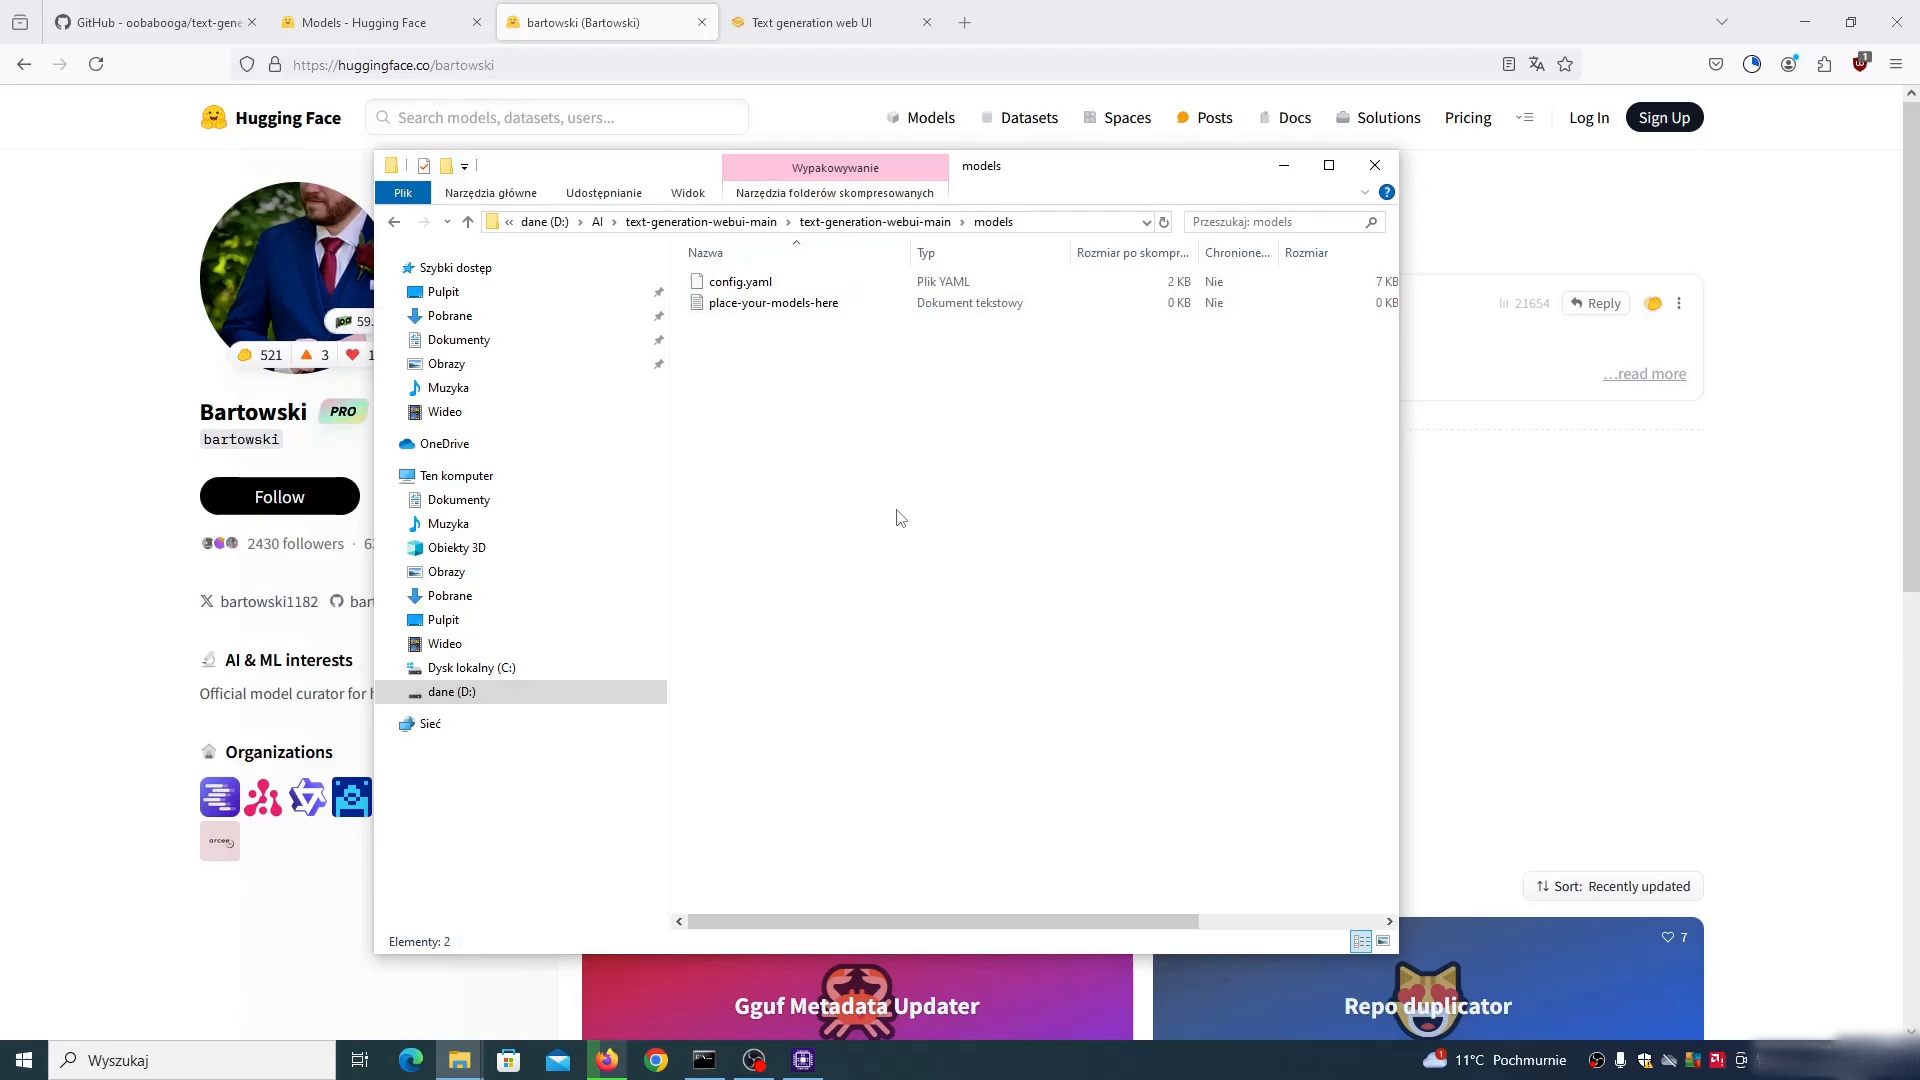 GitHub - oobabooga/text-gene
Models - Hugging Face
bartowski (Bartowski)
Text generation web UI
https://huggingface.co/bartowski
1
Hugging Face
Search models, datasets, users...
Models
Datasets
Spaces
Posts
Docs
Solutions
Pricing
Log In
Sign Up
Wypakowywanie
models
Plik
Narzędzia główne
Udostępnianie
Widok
Narzędzia folderów skompresowanych
« dane (D:) › AI › text-generation-webui-main › text-generation-webui-main › models
Przeszukaj: models
Nazwa
Typ
Rozmiar po skompr...
Chronione...
Rozmiar
config.yaml
Plik YAML
2 KB
Nie
7 KB
place-your-models-here
Dokument tekstowy
0 KB
Nie
0 KB
Szybki dostęp
Pulpit
Pobrane
Dokumenty
Obrazy
Muzyka
Wideo
OneDrive
Ten komputer
Dokumenty
Muzyka
Obiekty 3D
Obrazy
Pobrane
Pulpit
Wideo
Dysk lokalny (C:)
dane (D:)
Sieć
Elementy: 2
59.
521
3
1
Bartowski
PRO
bartowski
Follow
2430 followers · 6
bartowski1182
bart
AI & ML interests
Official model curator for h
Organizations
arcee
21654
Reply
...read more
Sort: Recently updated
7
Gguf Metadata Updater
Repo duplicator
Wyszukaj
1
11°C Pochmurnie